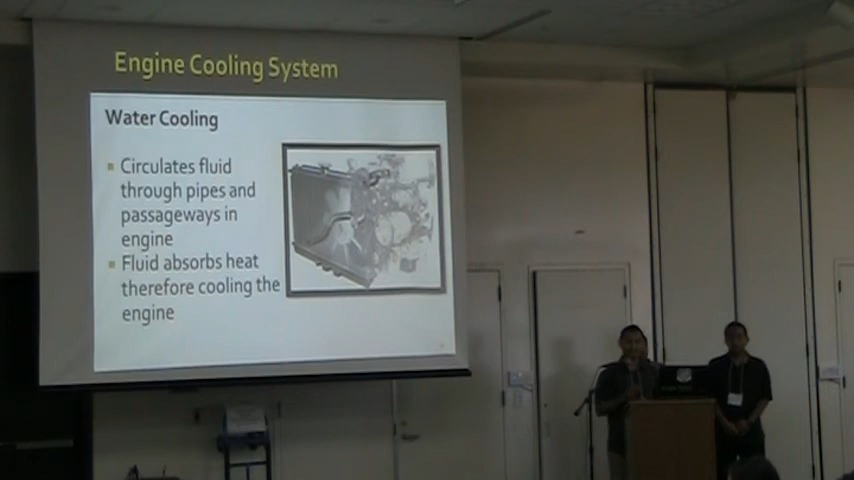 Engine Cooling System
Water Cooling
Circulates fluid
through pipes and
passageways in
engine
Fluid absorbs heat
therefore cooling the
engine